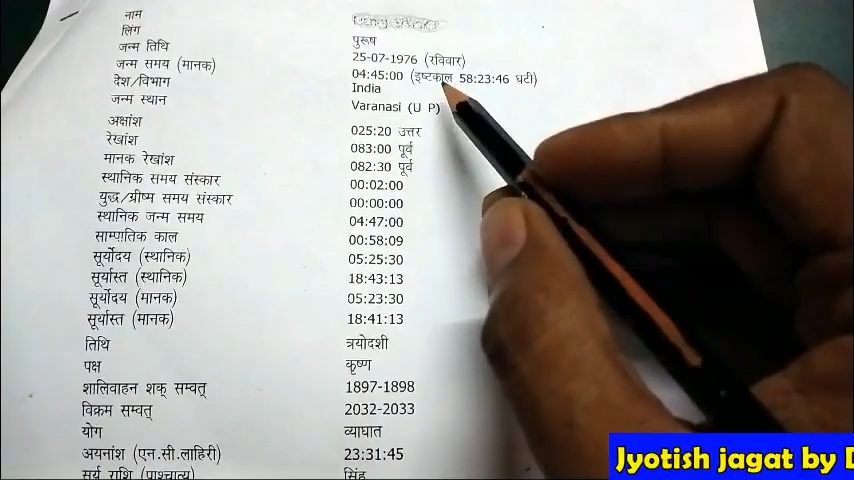 नाम
लिंग पुरूष
जन्म तिथि 25-07-1976 (रविवार)
जन्म समय (मानक) 04:45:00 (इष्टकाल 58:23:46 घटी)
देश/विभाग India
जन्म स्थान Varanasi (U P)
अक्षांश 025:20 उत्तर
रेखांश 083:00 पूर्व
मानक रेखांश 082:30 पूर्व
स्थानिक समय संस्कार 00:02:00
युद्ध/ग्रीष्म समय संस्कार 00:00:00
स्थानिक जन्म समय 04:47:00
साम्पातिक काल 00:58:09
सूर्योदय (स्थानिक) 05:25:30
सूर्यास्त (स्थानिक) 18:43:13
सूर्योदय (मानक) 05:23:30
सूर्यास्त (मानक) 18:41:13
तिथि त्रयोदशी
पक्ष कृष्ण
शालिवाहन शक् सम्वत् 1897-1898
विक्रम सम्वत् 2032-2033
योग व्याघात
अयनांश (एन.सी.लाहिरी) 23:31:45
सूर्य राशि (पाश्चात्य) सिंह
Jyotish jagat by